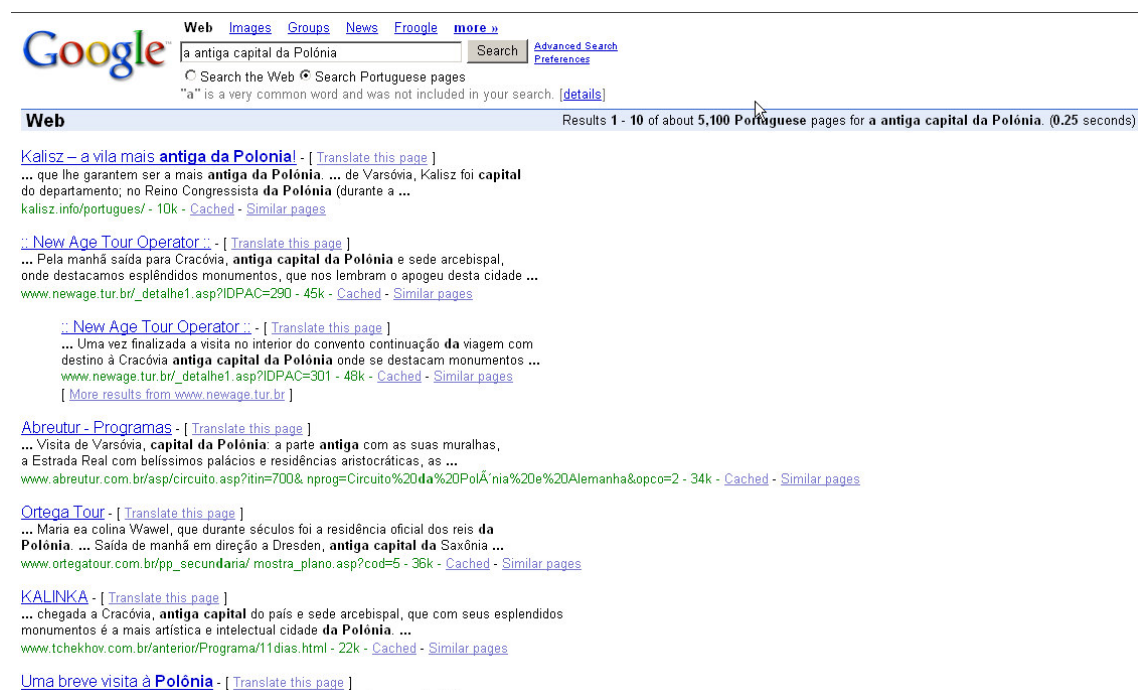 Google™
Web Images Groups News Froogle more »
a antiga capital da Polónia Search Advanced Search
Preferences
Search the Web Search Portuguese pages
"a" is a very common word and was not included in your search. [details]
Web Results 1 - 10 of about 5,100 Portuguese pages for a antiga capital da Polónia. (0.25 seconds)
Kalisz – a vila mais antiga da Polonia! - [ Translate this page ]
... que lhe garantem ser a mais antiga da Polónia. ... de Varsóvia, Kalisz foi capital
do departamento; no Reino Congressista da Polónia (durante a ...
kalisz.info/portugues/ - 10k - Cached - Similar pages
:: New Age Tour Operator :: - [ Translate this page ]
... Pela manhã saída para Cracóvia, antiga capital da Polónia e sede arcebispal,
onde destacamos esplêndidos monumentos, que nos lembram o apogeu desta cidade ...
www.newage.tur.br/_detalhe1.asp?IDPAC=290 - 45k - Cached - Similar pages
:: New Age Tour Operator :: - [ Translate this page ]
... Uma vez finalizada a visita no interior do convento continuação da viagem com
destino à Cracóvia antiga capital da Polónia onde se destacam monumentos ...
www.newage.tur.br/_detalhe1.asp?IDPAC=301 - 48k - Cached - Similar pages
[ More results from www.newage.tur.br ]
Abreutur - Programas - [ Translate this page ]
... Visita de Varsóvia, capital da Polónia: a parte antiga com as suas muralhas,
a Estrada Real com belíssimos palácios e residências aristocráticas, as ...
www.abreutur.com.br/asp/circuito.asp?itin=700& nprog=Circuito%20da%20PolÃ´nia%20e%20Alemanha&opco=2 - 34k - Cached - Similar pages
Ortega Tour - [ Translate this page ]
... Maria ea colina Wawel, que durante séculos foi a residência oficial dos reis da
Polónia. ... Saída de manhã em direção a Dresden, antiga capital da Saxônia ...
www.ortegatour.com.br/pp_secundaria/ mostra_plano.asp?cod=5 - 36k - Cached - Similar pages
KALINKA - [ Translate this page ]
... chegada a Cracóvia, antiga capital do país e sede arcebispal, que com seus esplendidos
monumentos é a mais artística e intelectual cidade da Polónia. ...
www.tchekhov.com.br/anterior/Programa/11dias.html - 22k - Cached - Similar pages
Uma breve visita à Polônia - [ Translate this page ]